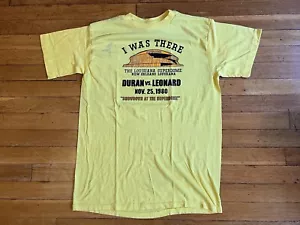 I WAS THERE
THE LOUISIANA SUPERDOME
NEW ORLEANS, LOUISIANA
DURAN VS LEONARD
NOV. 25, 1980
"SHOWDOWN AT THE SUPERDOME"